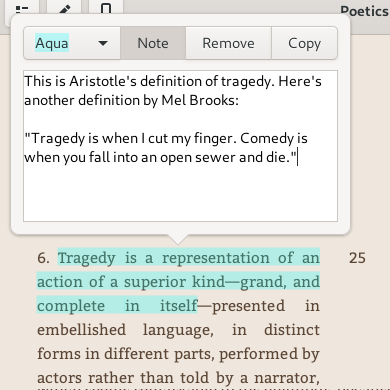 Poetics
Aqua Note Remove Copy
This is Aristotle's definition of tragedy. Here's
another definition by Mel Brooks:
"Tragedy is when I cut my finger. Comedy is
when you fall into an open sewer and die."
6. Tragedy is a representation of an 25
action of a superior kind—grand, and
complete in itself—presented in
embellished language, in distinct
forms in different parts, performed by
actors rather than told by a narrator,